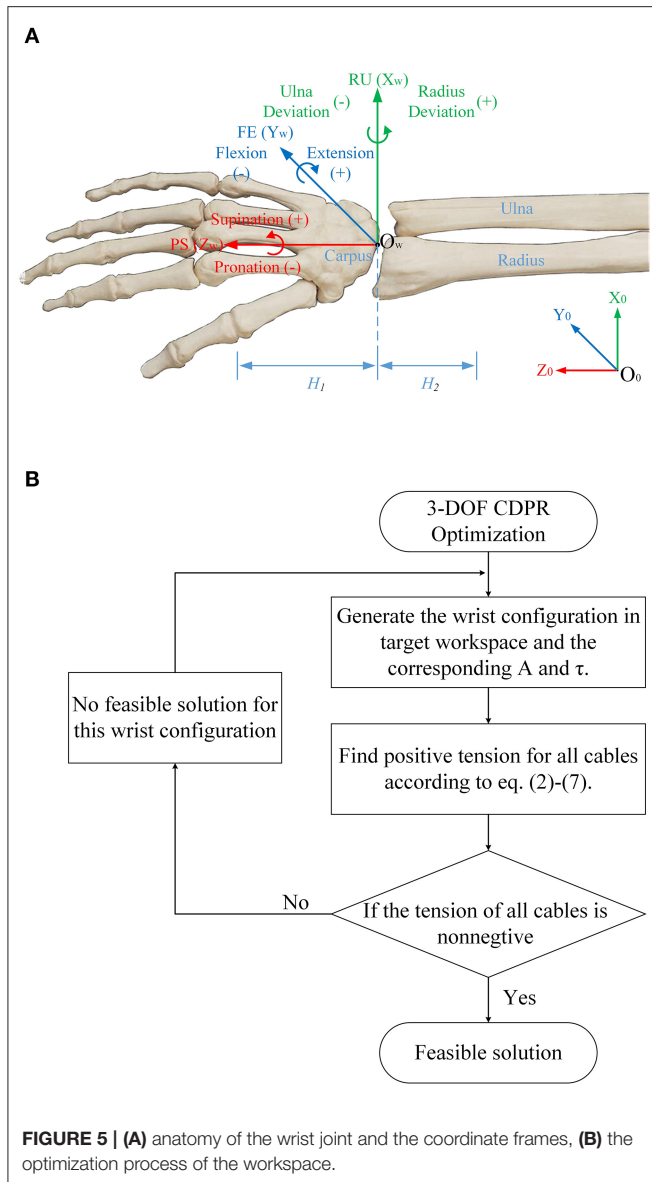 A
RU (Xw)
Ulna
Deviation (-)
Radius
Deviation (+)
FE (Yw)
Flexion
(-)
Extension
(+)
Supination (+)
PS (Zw)
Pronation (-)
Carpus
Ow
Ulna
Radius
X0
Y0
Z0
O0
H1
H2
B
3-DOF CDPR
Optimization
Generate the wrist configuration in
target workspace and the
corresponding A and τ.
No feasible solution for
this wrist configuration
Find positive tension for all cables
according to eq. (2)-(7).
No
If the tension of all cables is
nonnegtive
Yes
Feasible solution
FIGURE 5 | (A) anatomy of the wrist joint and the coordinate frames, (B) the
optimization process of the workspace.